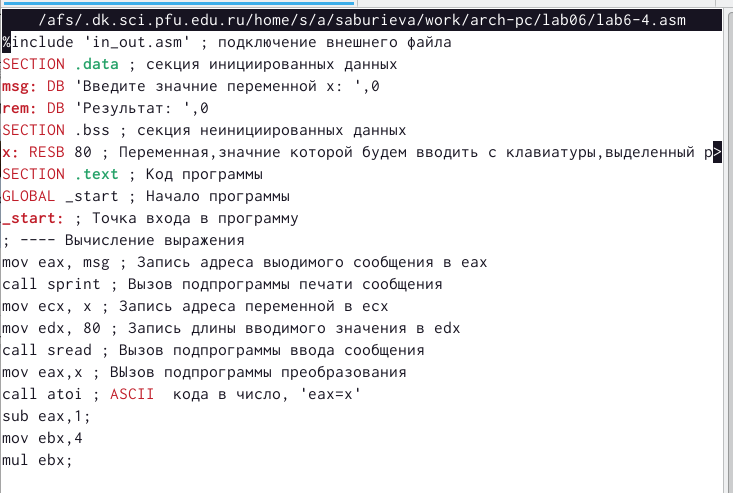 /afs/.dk.sci.pfu.edu.ru/home/s/a/saburieva/work/arch-pc/lab06/lab6-4.asm
%include 'in_out.asm' ; подключение внешнего файла
SECTION .data ; секция инициированных данных
msg: DB 'Введите значние переменной х: ',0
rem: DB 'Результат: ',0
SECTION .bss ; секция неинициированных данных
x: RESB 80 ; Переменная,значние которой будем вводить с клавиатуры,выделенный р>
SECTION .text ; Код программы
GLOBAL _start ; Начало программы
_start: ; Точка входа в программу
; ---- Вычисление выражения
mov eax, msg ; Запись адреса выодимого сообщения в eax
call sprint ; Вызов подпрограммы печати сообщения
mov ecx, x ; Запись адреса переменной в ecx
mov edx, 80 ; Запись длины вводимого значения в edx
call sread ; Вызов подпрограммы ввода сообщения
mov eax,x ; ВЫзов подпрограммы преобразования
call atoi ; ASCII  кода в число, 'eax=x'
sub eax,1;
mov ebx,4
mul ebx;